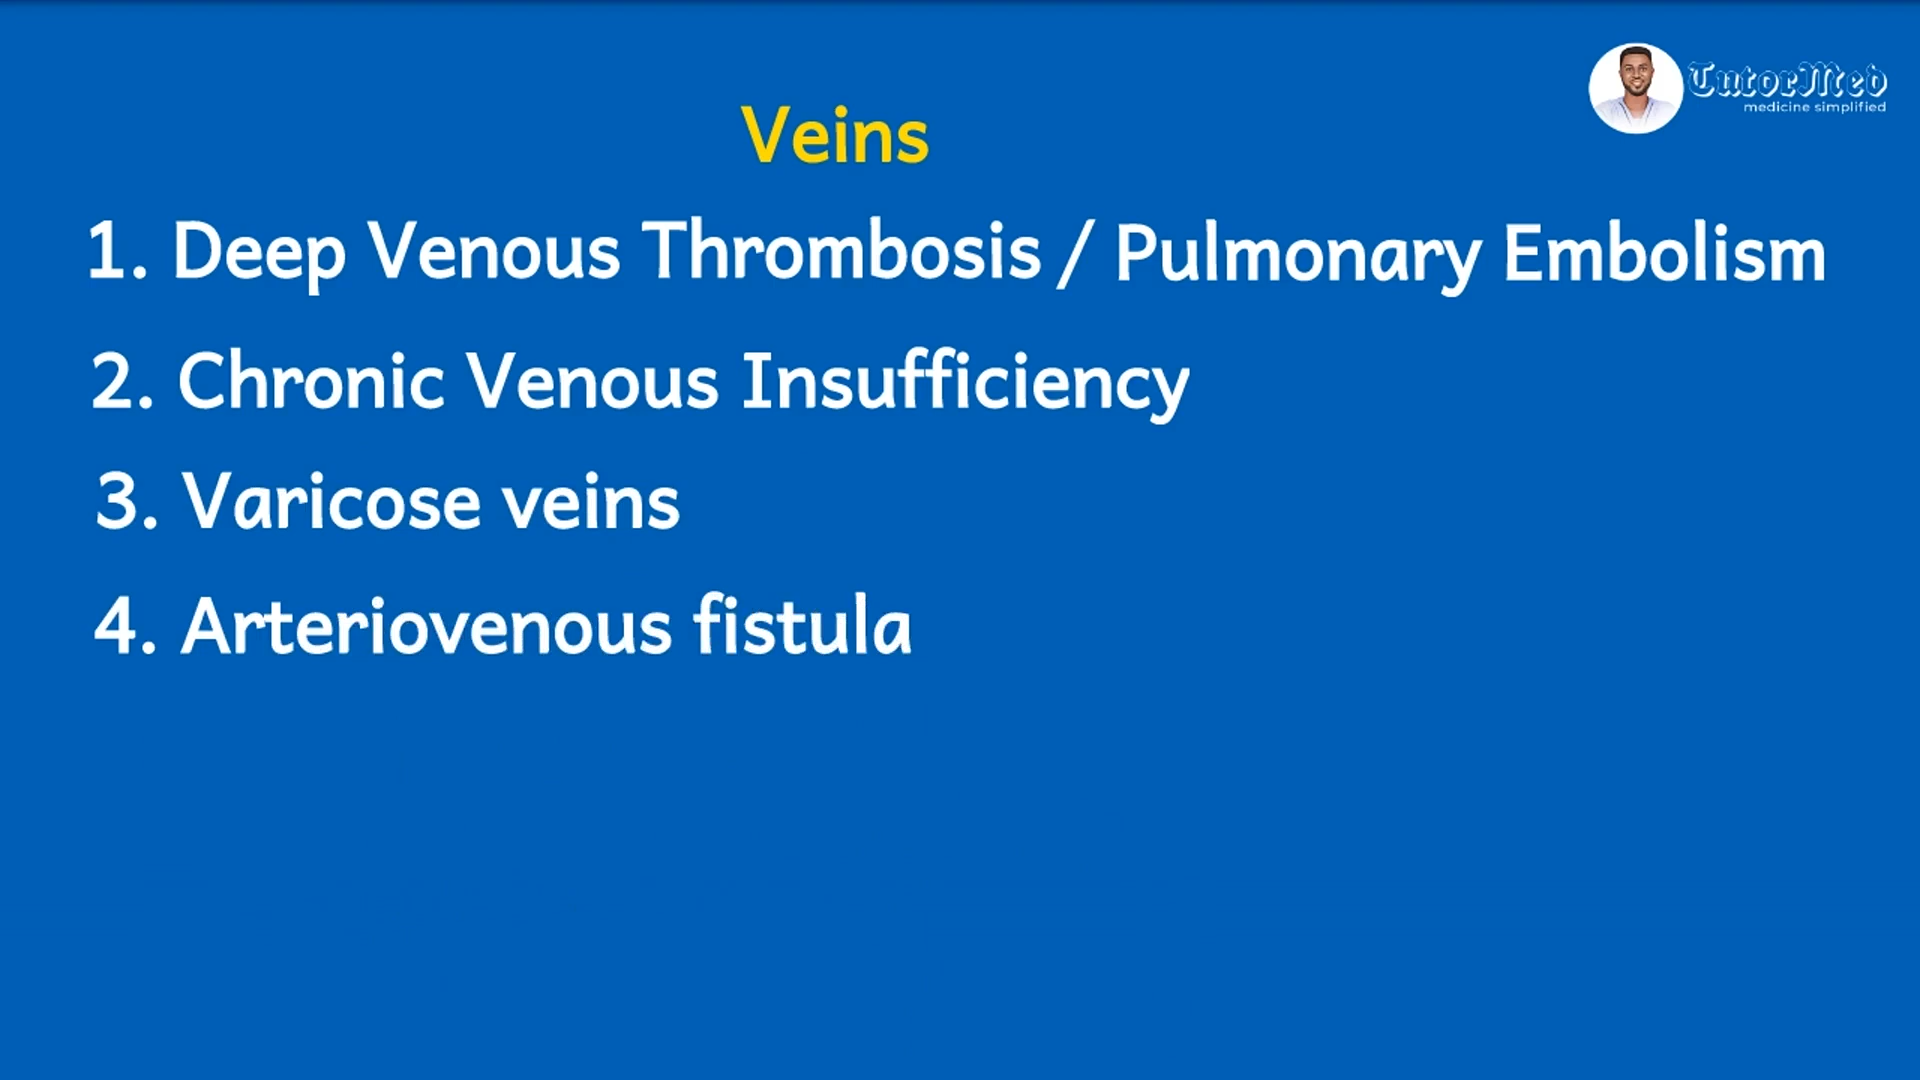 TutorMed
medicine simplified
Veins
1. Deep Venous Thrombosis / Pulmonary Embolism
2. Chronic Venous Insufficiency
3. Varicose veins
4. Arteriovenous fistula